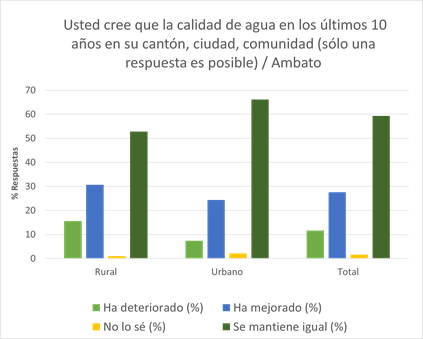 Usted cree que la calidad de agua en los últimos 10
años en su cantón, ciudad, comunidad (sólo una
respuesta es posible) / Ambato
% Respuestas
70
60
50
40
30
20
10
0
Rural Urbano Total
Ha deteriorado (%) Ha mejorado (%)
No lo sé (%) Se mantiene igual (%)